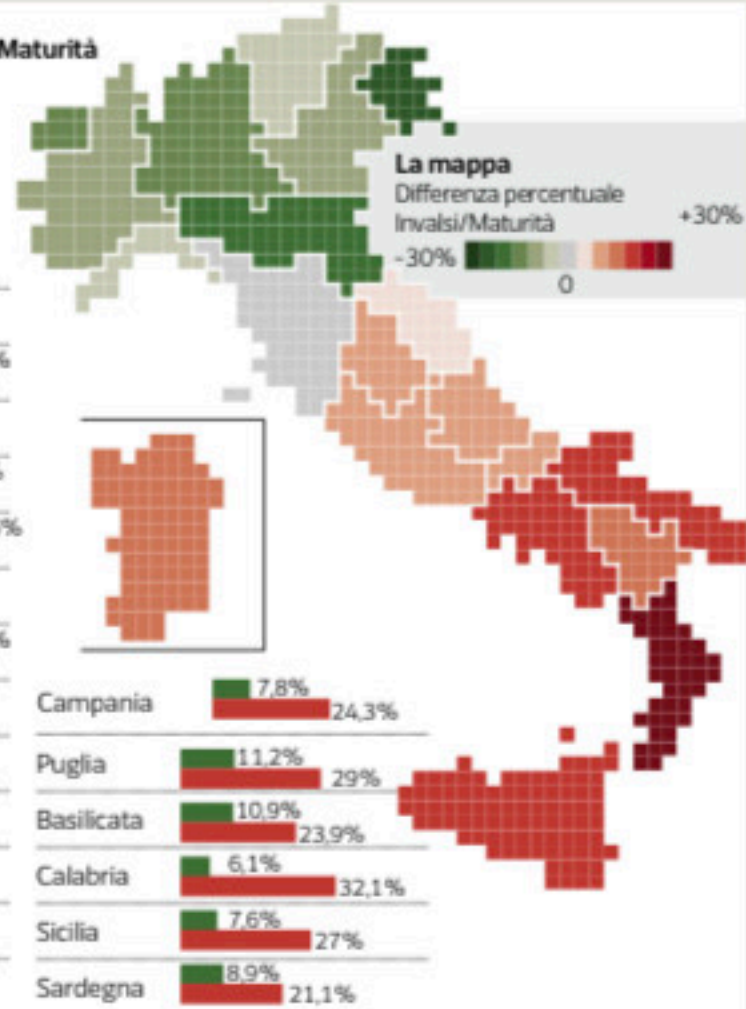 Maturità
La mappa
Differenza percentuale
Invalsi/Maturità
+30%
-30%
0
%
%
%
Campania
7,8%
24,3%
Puglia
11,2%
29%
Basilicata
10,9%
23,9%
Calabria
6,1%
32,1%
Sicilia
7,6%
27%
Sardegna
8,9%
21,1%